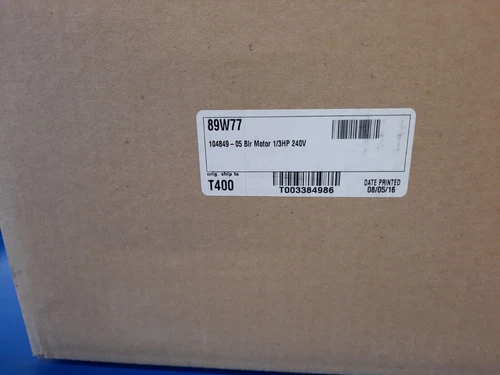 89W77
104849-05 Blr Motor 1/3HP 240V
orig. ship to
T400
T003384986
DATE PRINTED
08/05/16